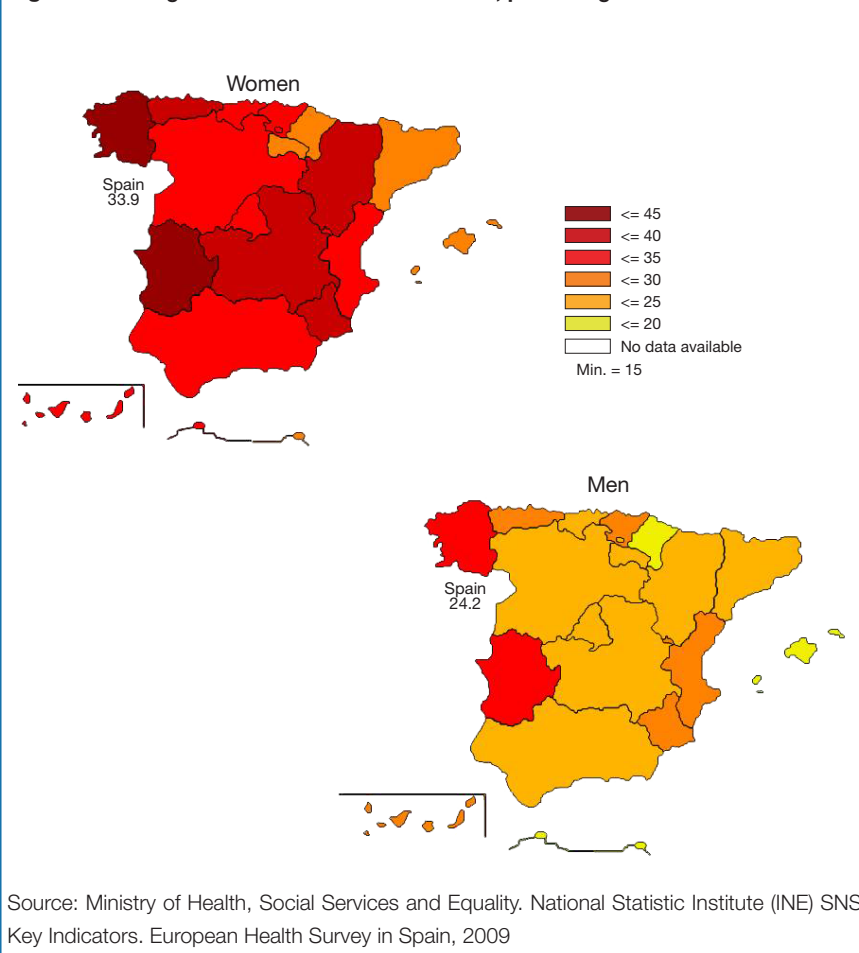 Women
Spain
33.9
<= 45
<= 40
<= 35
<= 30
<= 25
<= 20
No data available
Min. = 15
Men
Spain
24.2
Source: Ministry of Health, Social Services and Equality. National Statistic Institute (INE) SNS
Key Indicators. European Health Survey in Spain, 2009